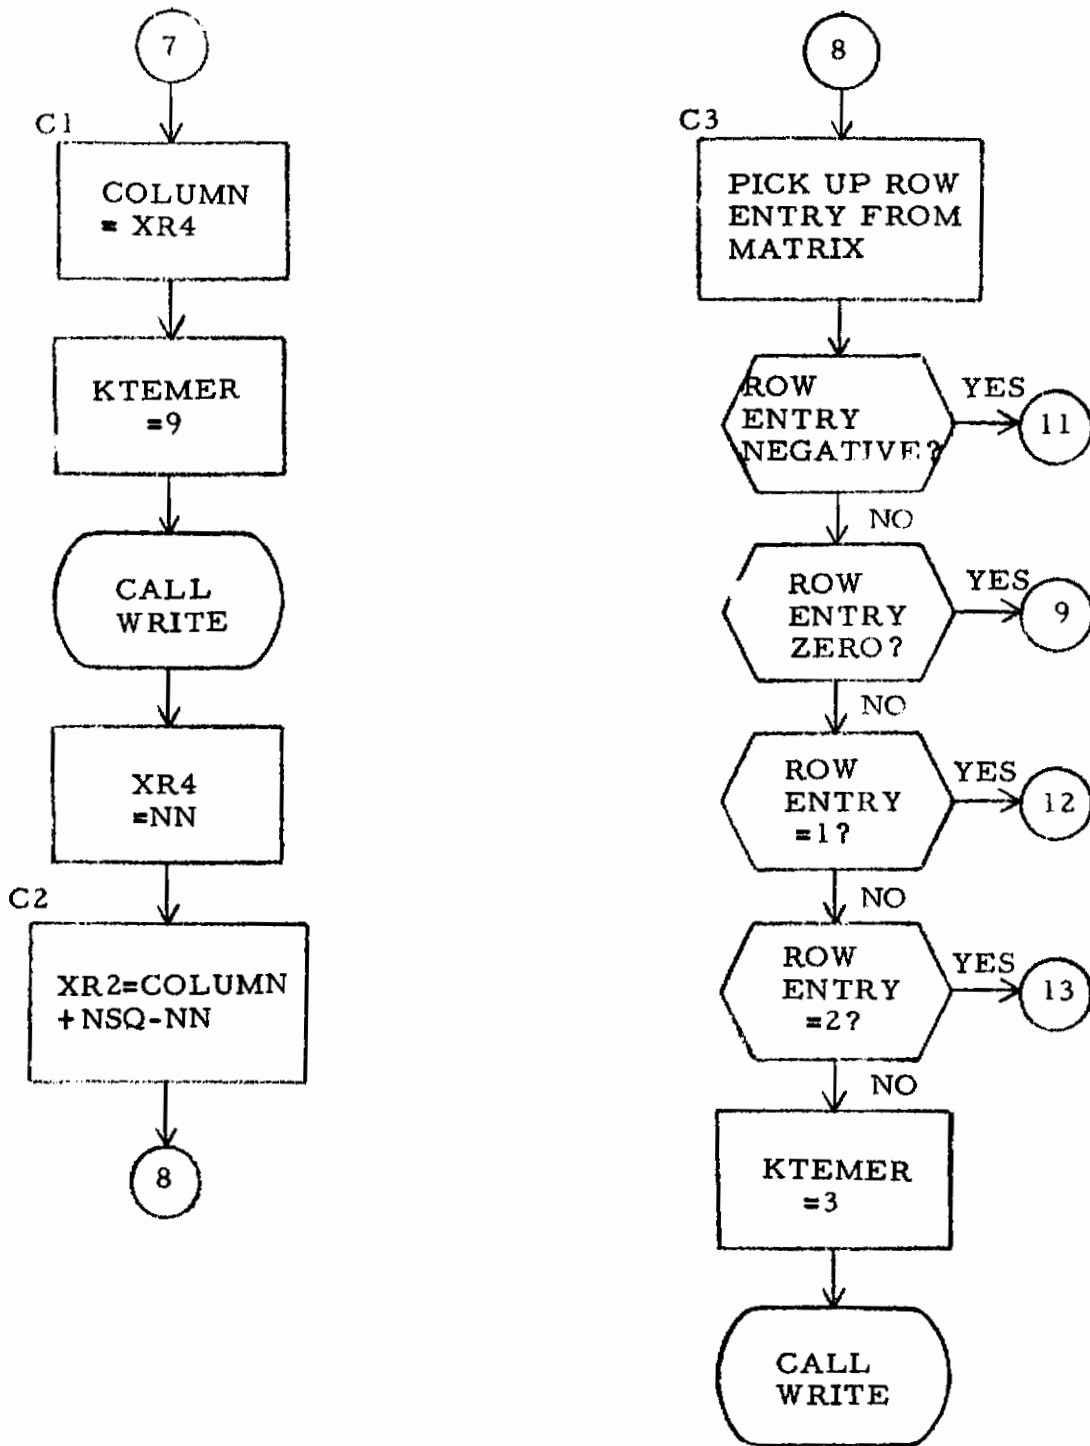 7
C1
COLUMN
= XR4
KTEMER
=9
CALL
WRITE
XR4
=NN
C2
XR2=COLUMN
+NSQ-NN
8
8
C3
PICK UP ROW
ENTRY FROM
MATRIX
ROW
ENTRY
NEGATIVE?
YES
11
NO
ROW
ENTRY
ZERO?
YES
9
NO
ROW
ENTRY
=1?
YES
12
NO
ROW
ENTRY
=2?
YES
13
NO
KTEMER
=3
CALL
WRITE